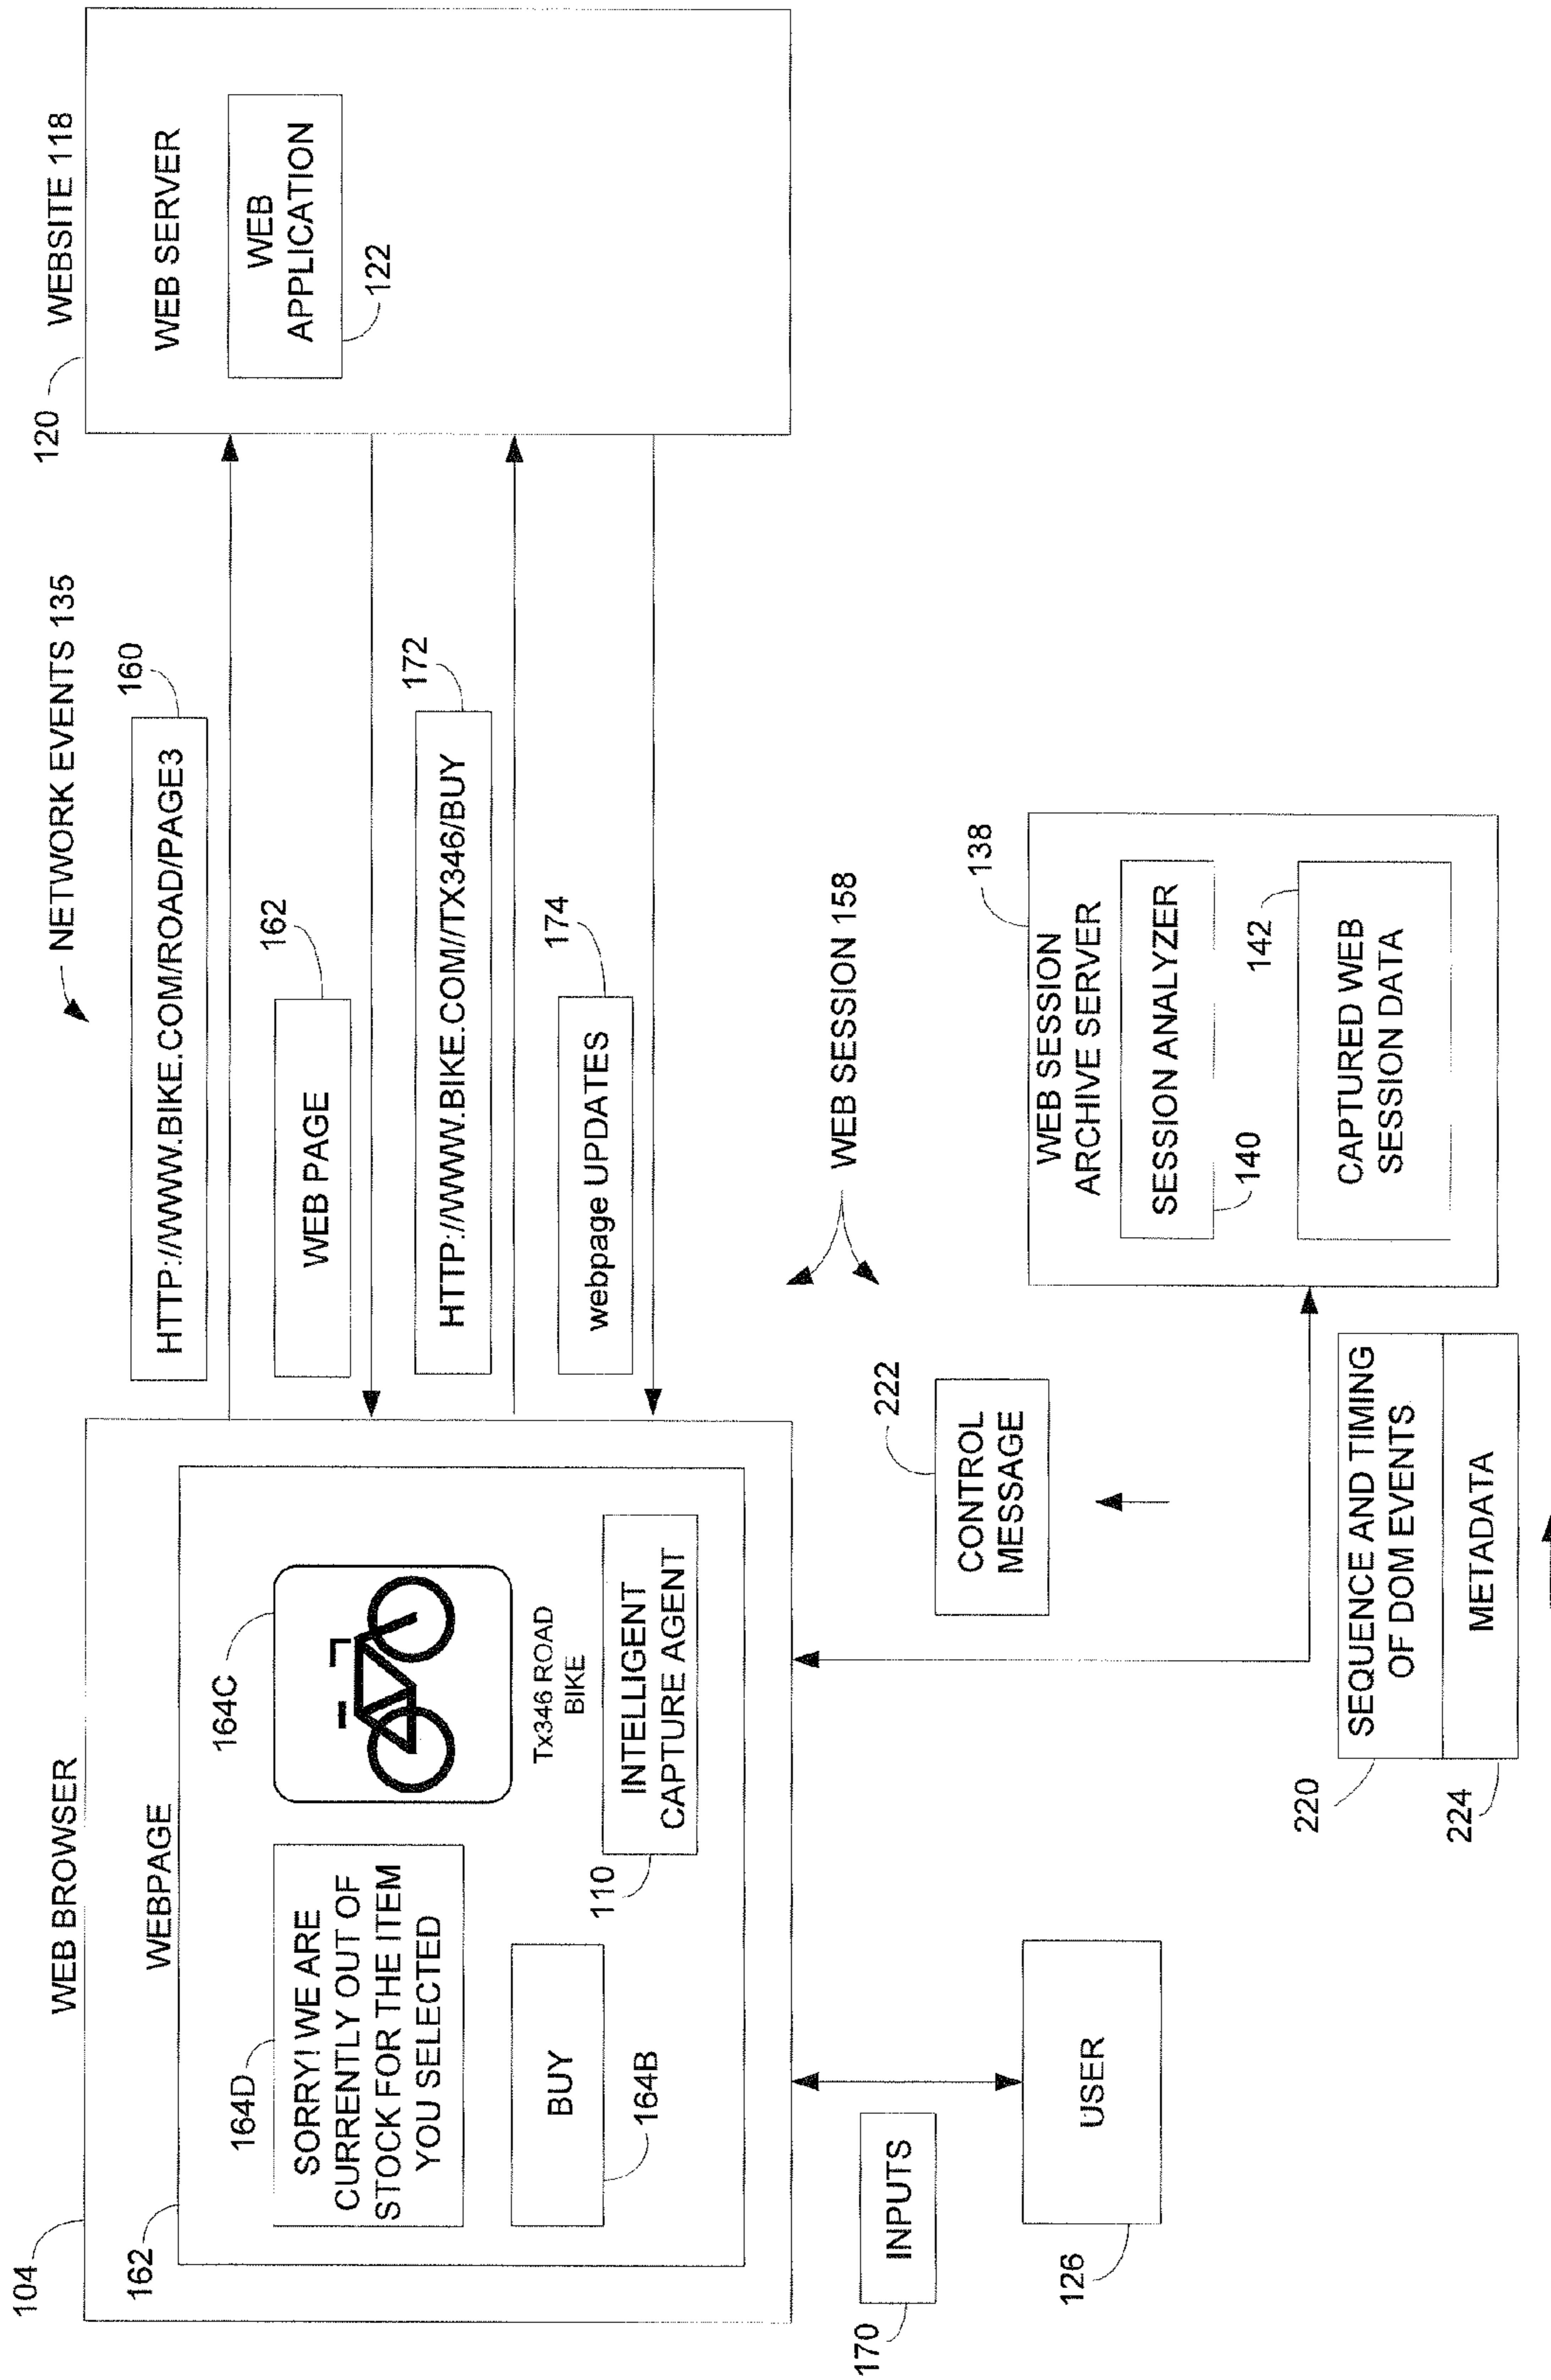 WEB BROWSER
104
WEBPAGE
162
164D
SORRY! WE ARE
CURRENTLY OUT OF
STOCK FOR THE ITEM
YOU SELECTED
164C
Tx346 ROAD
BIKE
BUY
164B
110
INTELLIGENT
CAPTURE AGENT
NETWORK EVENTS 135
HTTP://WWW.BIKE.COM/ROAD/PAGE3
160
WEB PAGE
162
HTTP://WWW.BIKE.COM//TX346/BUY
172
webpage UPDATES
174
120
WEBSITE 118
WEB SERVER
WEB
APPLICATION
122
WEB SESSION 158
170
INPUTS
USER
126
222
CONTROL
MESSAGE
220
SEQUENCE AND TIMING
OF DOM EVENTS
224
METADATA
WEB SESSION
ARCHIVE SERVER
138
SESSION ANALYZER
140
142
CAPTURED WEB
SESSION DATA